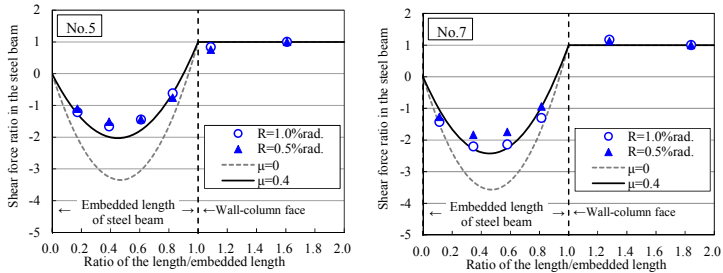 No.5
Shear force ratio in the steel beam
2
1
0
-1
-2
-3
-4
-5
R=1.0%rad.
R=0.5%rad.
μ=0
μ=0.4
← Embedded length → of steel beam
←Wall-column face
0.0 0.2 0.4 0.6 0.8 1.0 1.2 1.4 1.6 1.8 2.0
Ratio of the length/embedded length
No.7
Shear force ratio in the steel beam
2
1
0
-1
-2
-3
-4
-5
R=1.0%rad.
R=0.5%rad.
μ=0
μ=0.4
← Embedded length → of steel beam
←Wall-column face
0.0 0.2 0.4 0.6 0.8 1.0 1.2 1.4 1.6 1.8 2.0
Ratio of the length/embedded length